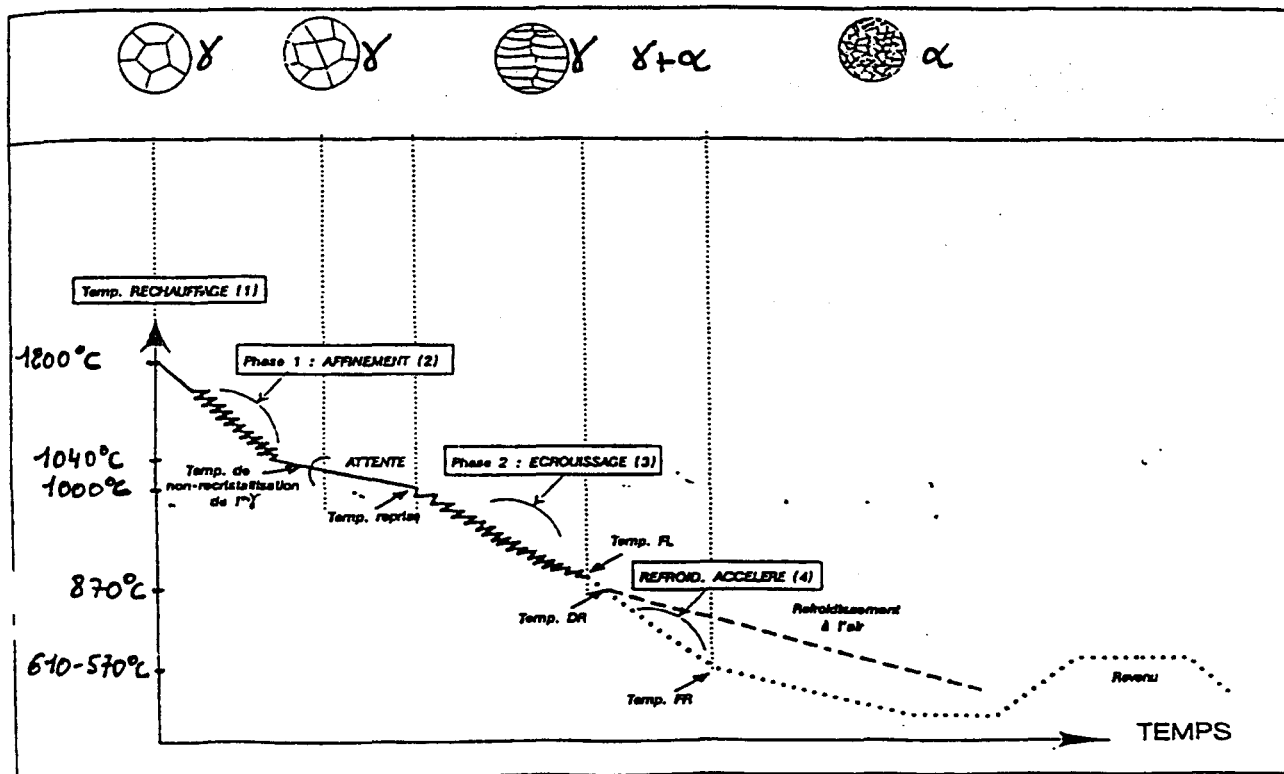 γ γ γ γ+α α
Temp. RECHAUFFAGE (1)
1200°C
Phase 1 : AFFINEMENT (2)
1040°C
Temp. de
non-recristallisation
de l'"γ
ATTENTE
Phase 2 : ECROUISSAGE (3)
1000°C
Temp. reprise
Temp. FL
870°C
REFROID. ACCELERE (4)
Temp. DR
Refroidissement
à l'air
610-570°C
Temp. FR
Revenu
TEMPS